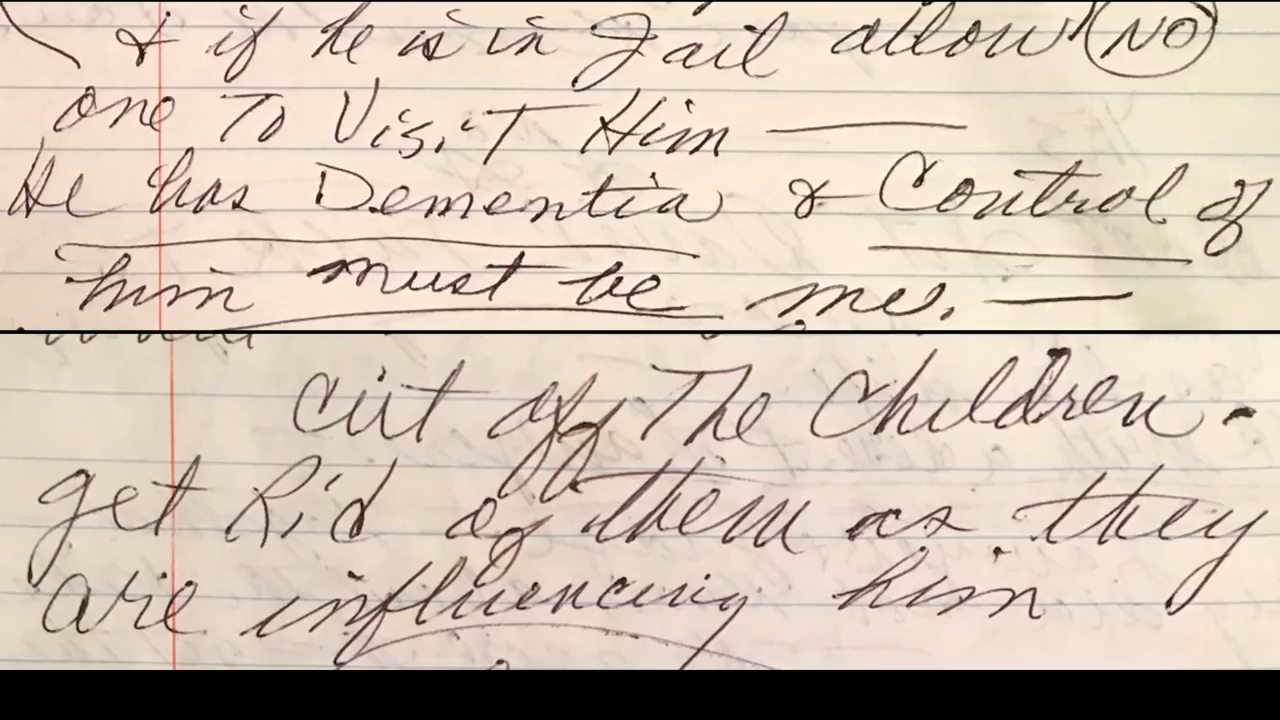 & if he is in Jail allow NO
one To Visit Him —
He has Dementia & Control of
him must be me. —
cut off The Children -
get Rid of them as they
are influencing him